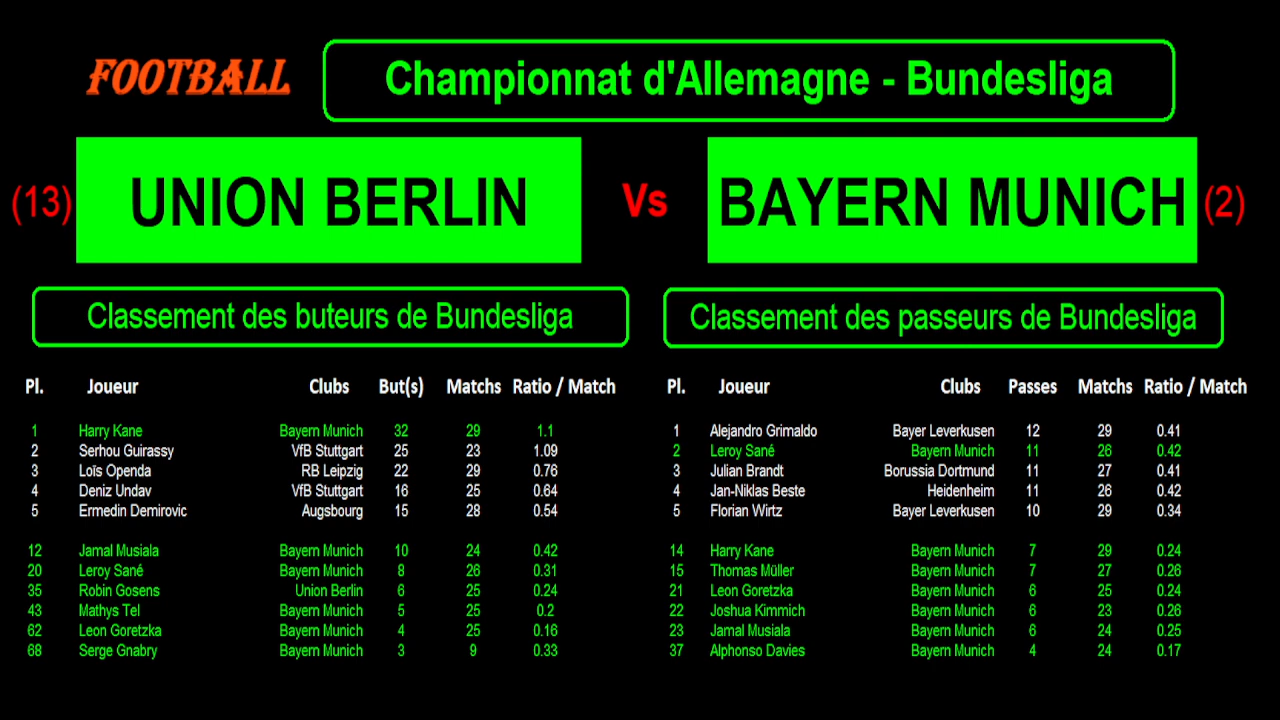 FOOTBALL
Championnat d'Allemagne - Bundesliga
(13) UNION BERLIN Vs BAYERN MUNICH (2)
Classement des buteurs de Bundesliga
Pl. Joueur Clubs But(s) Matchs Ratio / Match
1 Harry Kane Bayern Munich 32 29 1.1
2 Serhou Guirassy VfB Stuttgart 25 23 1.09
3 Loïs Openda RB Leipzig 22 29 0.76
4 Deniz Undav VfB Stuttgart 16 25 0.64
5 Ermedin Demirovic Augsbourg 15 28 0.54
12 Jamal Musiala Bayern Munich 10 24 0.42
20 Leroy Sané Bayern Munich 8 26 0.31
35 Robin Gosens Union Berlin 6 25 0.24
43 Mathys Tel Bayern Munich 5 25 0.2
62 Leon Goretzka Bayern Munich 4 25 0.16
68 Serge Gnabry Bayern Munich 3 9 0.33
Classement des passeurs de Bundesliga
Pl. Joueur Clubs Passes Matchs Ratio / Match
1 Alejandro Grimaldo Bayer Leverkusen 12 29 0.41
2 Leroy Sané Bayern Munich 11 26 0.42
3 Julian Brandt Borussia Dortmund 11 27 0.41
4 Jan-Niklas Beste Heidenheim 11 26 0.42
5 Florian Wirtz Bayer Leverkusen 10 29 0.34
14 Harry Kane Bayern Munich 7 29 0.24
15 Thomas Müller Bayern Munich 7 27 0.26
21 Leon Goretzka Bayern Munich 6 25 0.24
22 Joshua Kimmich Bayern Munich 6 23 0.26
23 Jamal Musiala Bayern Munich 6 24 0.25
37 Alphonso Davies Bayern Munich 4 24 0.17